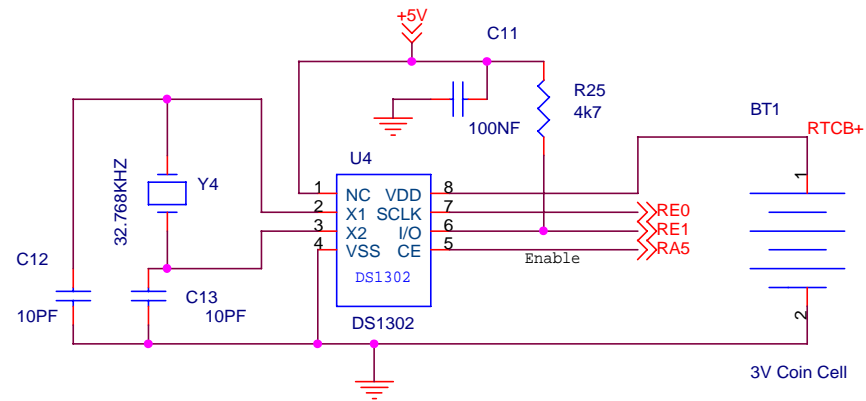 +5V
C11
R25
4k7
100NF
BT1
RTCB+
U4
32.768KHZ
Y4
1 NC VDD 8
2 X1 SCLK 7
3 X2 I/O 6
4 VSS CE 5
DS1302
DS1302
RE0
RE1
RA5
Enable
1
2
C12
10PF
C13
10PF
3V Coin Cell